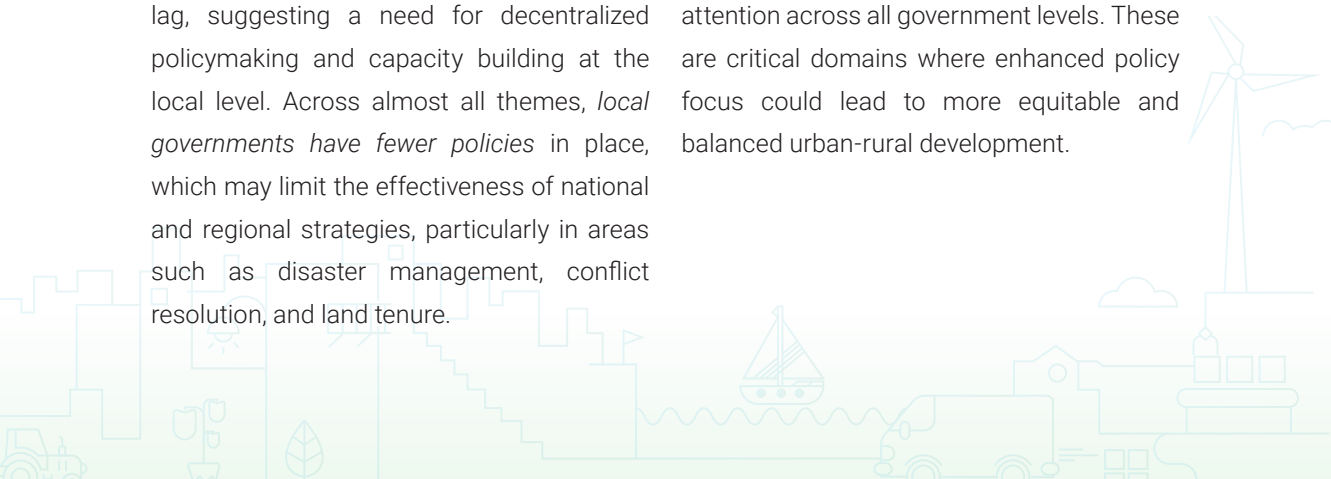 lag, suggesting a need for decentralized
policymaking and capacity building at the
local level. Across almost all themes, local
governments have fewer policies in place,
which may limit the effectiveness of national
and regional strategies, particularly in areas
such as disaster management, conflict
resolution, and land tenure.
attention across all government levels. These
are critical domains where enhanced policy
focus could lead to more equitable and
balanced urban-rural development.